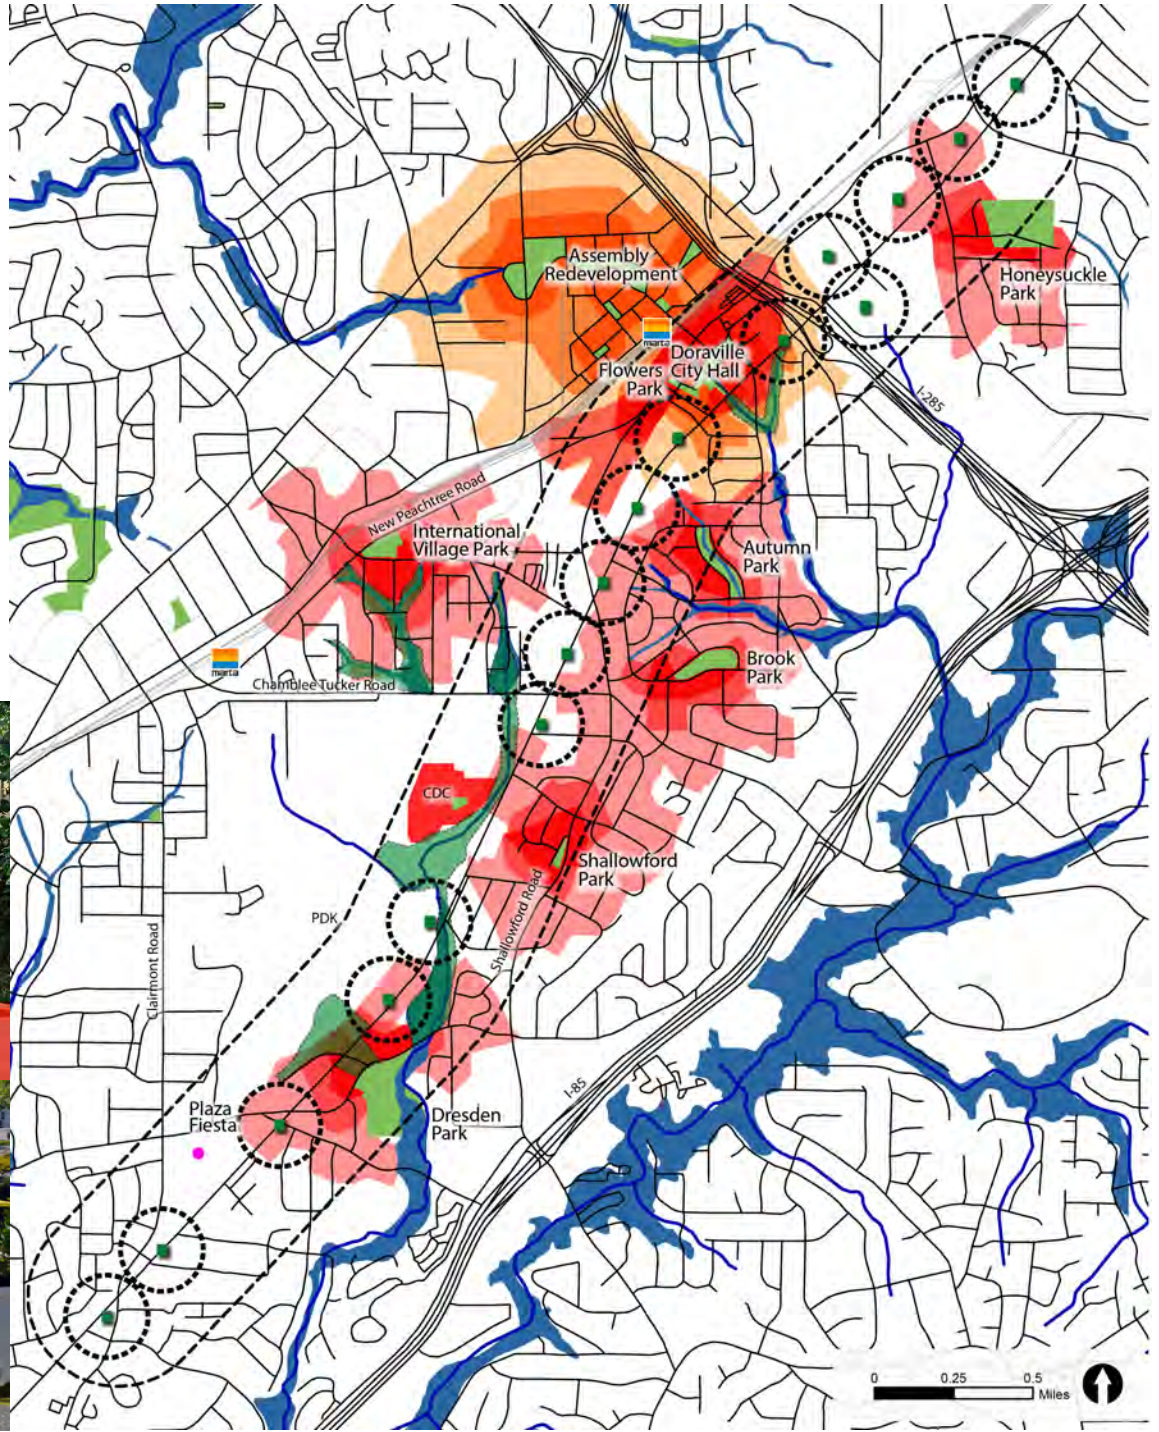 Assembly
Redevelopment
Honeysuckle
Park
marta
Doraville
City Hall
Flowers
Park
I-285
New Peachtree Road
International
Village Park
Autumn
Park
marta
Brook
Park
Chamblee Tucker Road
CDC
Shallowford
Park
PDK
Shallowford Road
Clairmont Road
I-85
Plaza
Fiesta
Dresden
Park
0 0.25 0.5
Miles